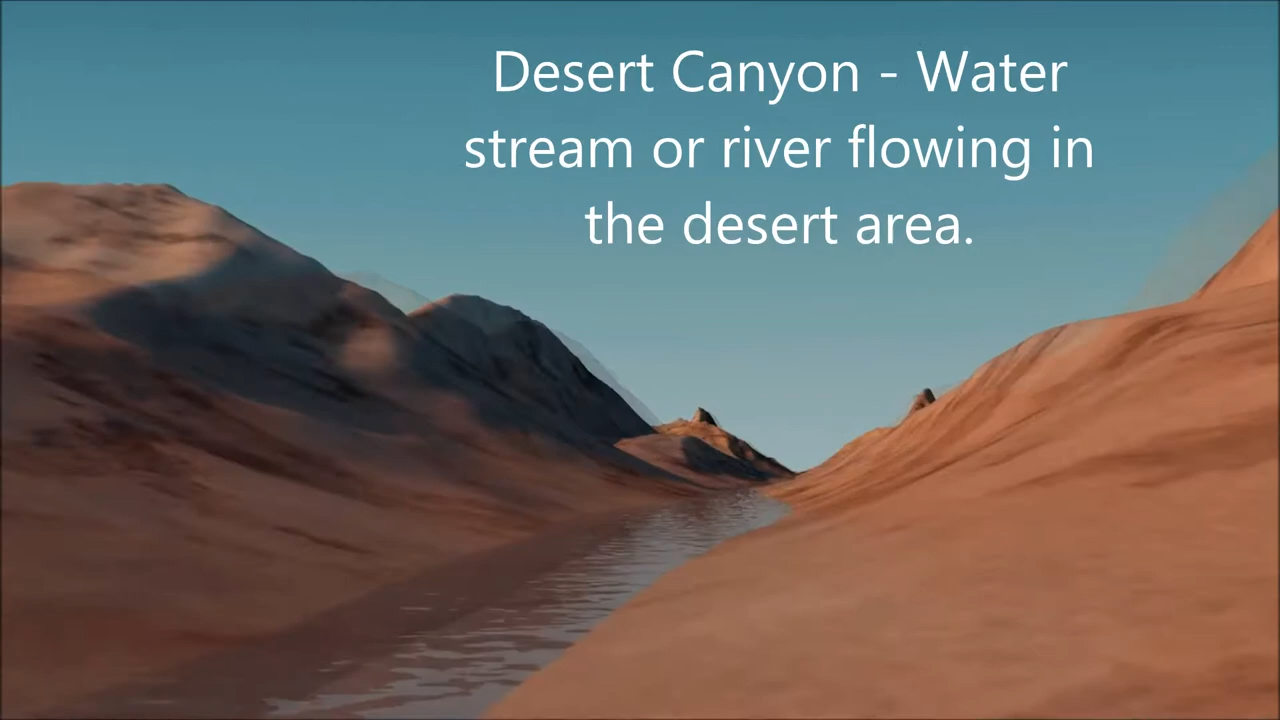 Desert Canyon - Water
stream or river flowing in
the desert area.